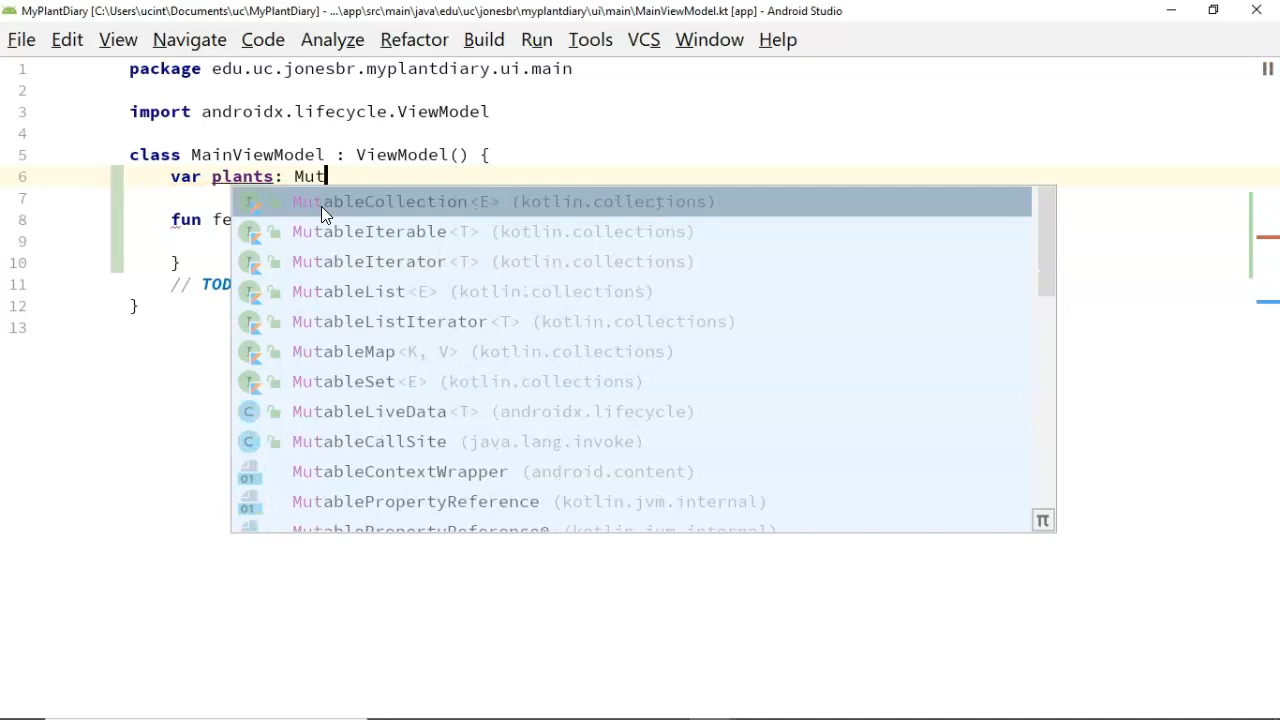 MyPlantDiary [C:\Users\ucint\Documents\uc\MyPlantDiary] - ...\app\src\main\java\edu\uc\jonesbr\myplantdiary\ui\main\MainViewModel.kt [app] - Android Studio
File Edit View Navigate Code Analyze Refactor Build Run Tools VCS Window Help
1 package edu.uc.jonesbr.myplantdiary.ui.main
2
3 import androidx.lifecycle.ViewModel
4
5 class MainViewModel : ViewModel() {
6 var plants: Mut
MutableCollection<E> (kotlin.collections)
7
8 fun fe
MutableIterable<T> (kotlin.collections)
9
10 }
MutableIterator<T> (kotlin.collections)
11 // TOD
MutableList<E> (kotlin.collections)
12 }
MutableListIterator<T> (kotlin.collections)
13
MutableMap<K, V> (kotlin.collections)
MutableSet<E> (kotlin.collections)
MutableLiveData<T> (androidx.lifecycle)
MutableCallSite (java.lang.invoke)
MutableContextWrapper (android.content)
MutablePropertyReference (kotlin.jvm.internal)
MutablePropertyReference0 (kotlin.jvm.internal)
π